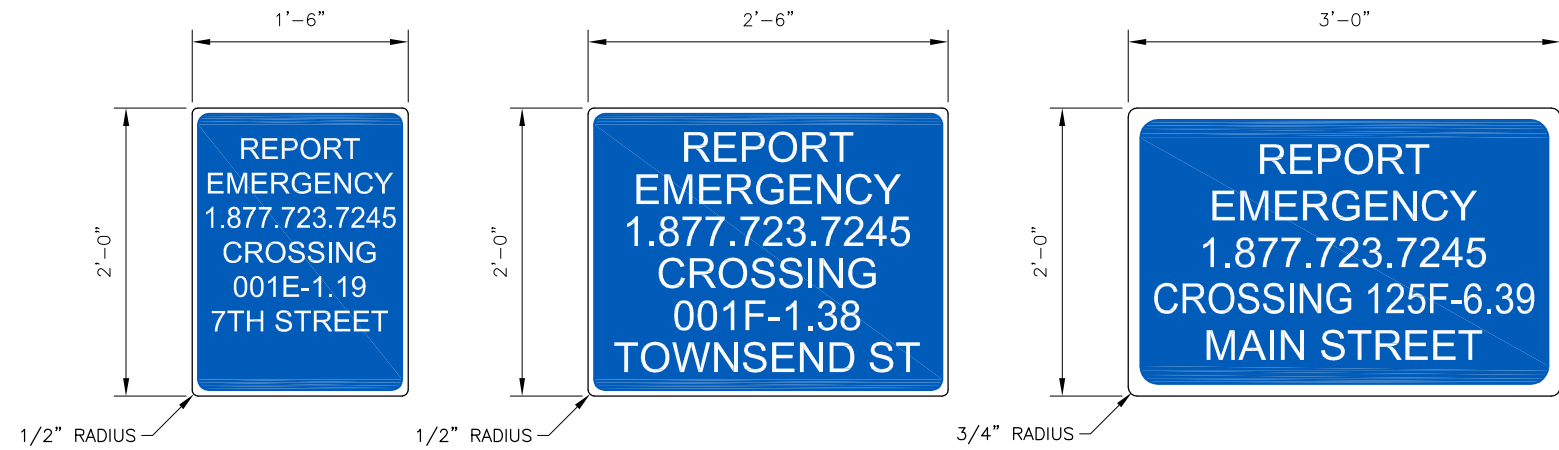 1'-6"
2'-0"
REPORT
EMERGENCY
1.877.723.7245
CROSSING
001E-1.19
7TH STREET
1/2" RADIUS
2'-6"
2'-0"
REPORT
EMERGENCY
1.877.723.7245
CROSSING
001F-1.38
TOWNSEND ST
1/2" RADIUS
3'-0"
2'-0"
REPORT
EMERGENCY
1.877.723.7245
CROSSING 125F-6.39
MAIN STREET
3/4" RADIUS